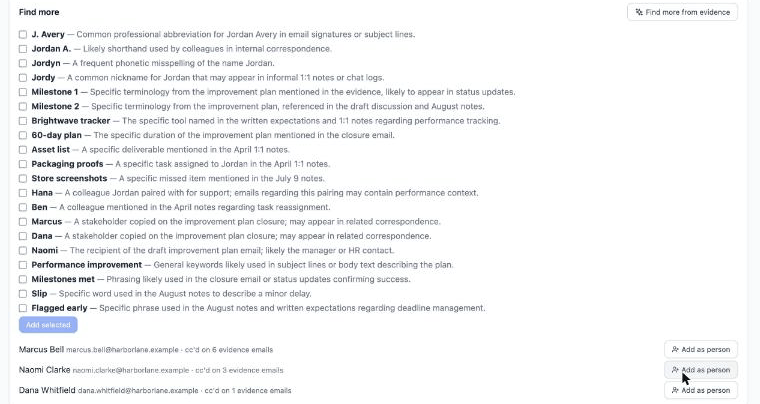 Find more
Find more from evidence
J. Avery — Common professional abbreviation for Jordan Avery in email signatures or subject lines.
Jordan A. — Likely shorthand used by colleagues in internal correspondence.
Jordyn — A frequent phonetic misspelling of the name Jordan.
Jordy — A common nickname for Jordan that may appear in informal 1:1 notes or chat logs.
Milestone 1 — Specific terminology from the improvement plan mentioned in the evidence, likely to appear in status updates.
Milestone 2 — Specific terminology from the improvement plan, referenced in the draft discussion and August notes.
Brightwave tracker — The specific tool named in the written expectations and 1:1 notes regarding performance tracking.
60-day plan — The specific duration of the improvement plan mentioned in the closure email.
Asset list — A specific deliverable mentioned in the April 1:1 notes.
Packaging proofs — A specific task assigned to Jordan in the April 1:1 notes.
Store screenshots — A specific missed item mentioned in the July 9 notes.
Hana — A colleague Jordan paired with for support; emails regarding this pairing may contain performance context.
Ben — A colleague mentioned in the April notes regarding task reassignment.
Marcus — A stakeholder copied on the improvement plan closure; may appear in related correspondence.
Dana — A stakeholder copied on the improvement plan closure; may appear in related correspondence.
Naomi — The recipient of the draft improvement plan email; likely the manager or HR contact.
Performance improvement — General keywords likely used in subject lines or body text describing the plan.
Milestones met — Phrasing likely used in the closure email or status updates confirming success.
Slip — Specific word used in the August notes to describe a minor delay.
Flagged early — Specific phrase used in the August notes and written expectations regarding deadline management.
Add selected
Marcus Bell marcus.bell@harborlane.example · cc'd on 6 evidence emails
Add as person
Naomi Clarke naomi.clarke@harborlane.example · cc'd on 3 evidence emails
Add as person
Dana Whitfield dana.whitfield@harborlane.example · cc'd on 1 evidence emails
Add as person